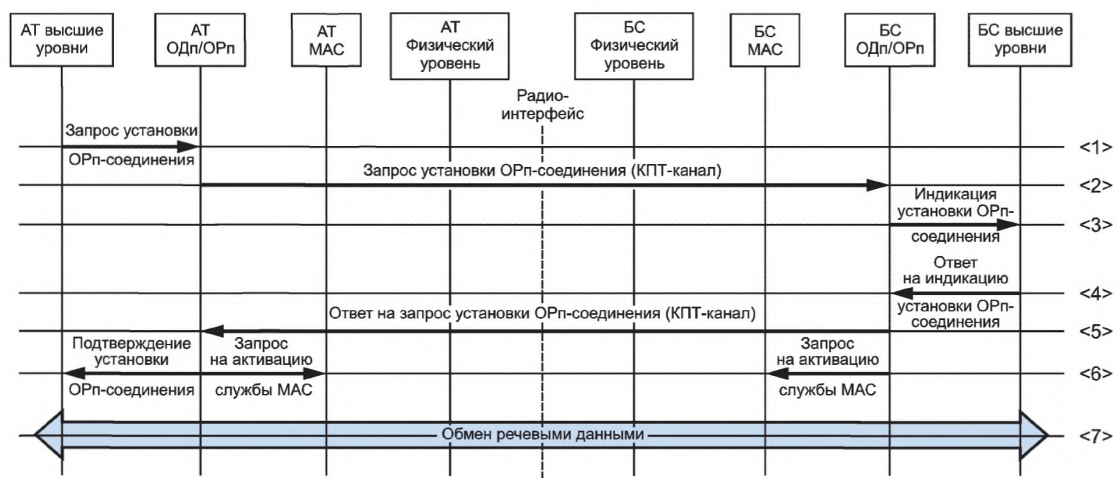 АТ высшие
уровни
АТ
ОДп/ОРп
АТ
МАС
АТ
Физический
уровень
БС
Физический
уровень
БС
МАС
БС
ОДп/ОРп
БС высшие
уровни
Радио-
интерфейс
Запрос установки
ОРп-соединения
<1>
Запрос установки ОРп-соединения (КПТ-канал)
<2>
Индикация
установки ОРп-
соединения
<3>
Ответ
на индикацию
установки ОРп-
соединения
<4>
Ответ на запрос установки ОРп-соединения (КПТ-канал)
<5>
Подтверждение
установки
ОРп-соединения
Запрос
на активацию
службы МАС
Запрос
на активацию
службы МАС
<6>
Обмен речевыми данными
<7>